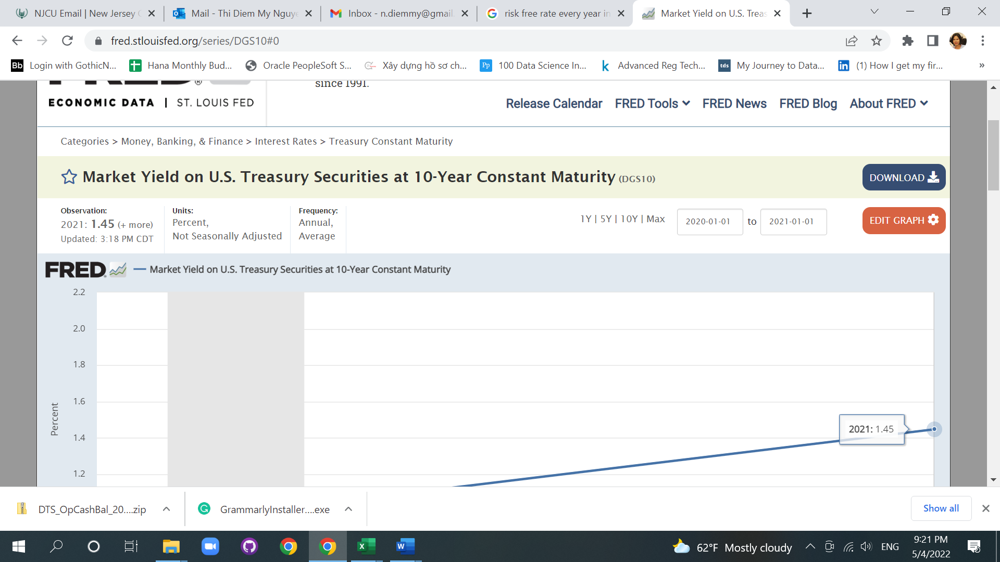 NJCU Email | New Jersey C
Mail - Thi Diem My Nguye
Inbox - n.diemmy@gmail.
risk free rate every year in
Market Yield on U.S. Treas
fred.stlouisfed.org/series/DGS10#0
Bb Login with GothicN...
Hana Monthly Bud...
Oracle PeopleSoft S...
Xây dựng hồ sơ ch...
Pp 100 Data Science In...
k Advanced Reg Tech...
tds My Journey to Data...
in (1) How I get my fir...
»
since 1991.
ECONOMIC DATA | ST. LOUIS FED
Release Calendar FRED Tools FRED News FRED Blog About FRED
Categories > Money, Banking, & Finance > Interest Rates > Treasury Constant Maturity
Market Yield on U.S. Treasury Securities at 10-Year Constant Maturity (DGS10)
DOWNLOAD
Observation:
2021: 1.45 (+ more)
Updated: 3:18 PM CDT
Units:
Percent,
Not Seasonally Adjusted
Frequency:
Annual,
Average
1Y | 5Y | 10Y | Max
2020-01-01 to 2021-01-01
EDIT GRAPH
FRED
Market Yield on U.S. Treasury Securities at 10-Year Constant Maturity
2.2
2.0
1.8
1.6
1.4
1.2
Percent
2021: 1.45
DTS_OpCashBal_20....zip
GrammarlyInstaller....exe
Show all
62°F Mostly cloudy
ENG
9:21 PM
5/4/2022